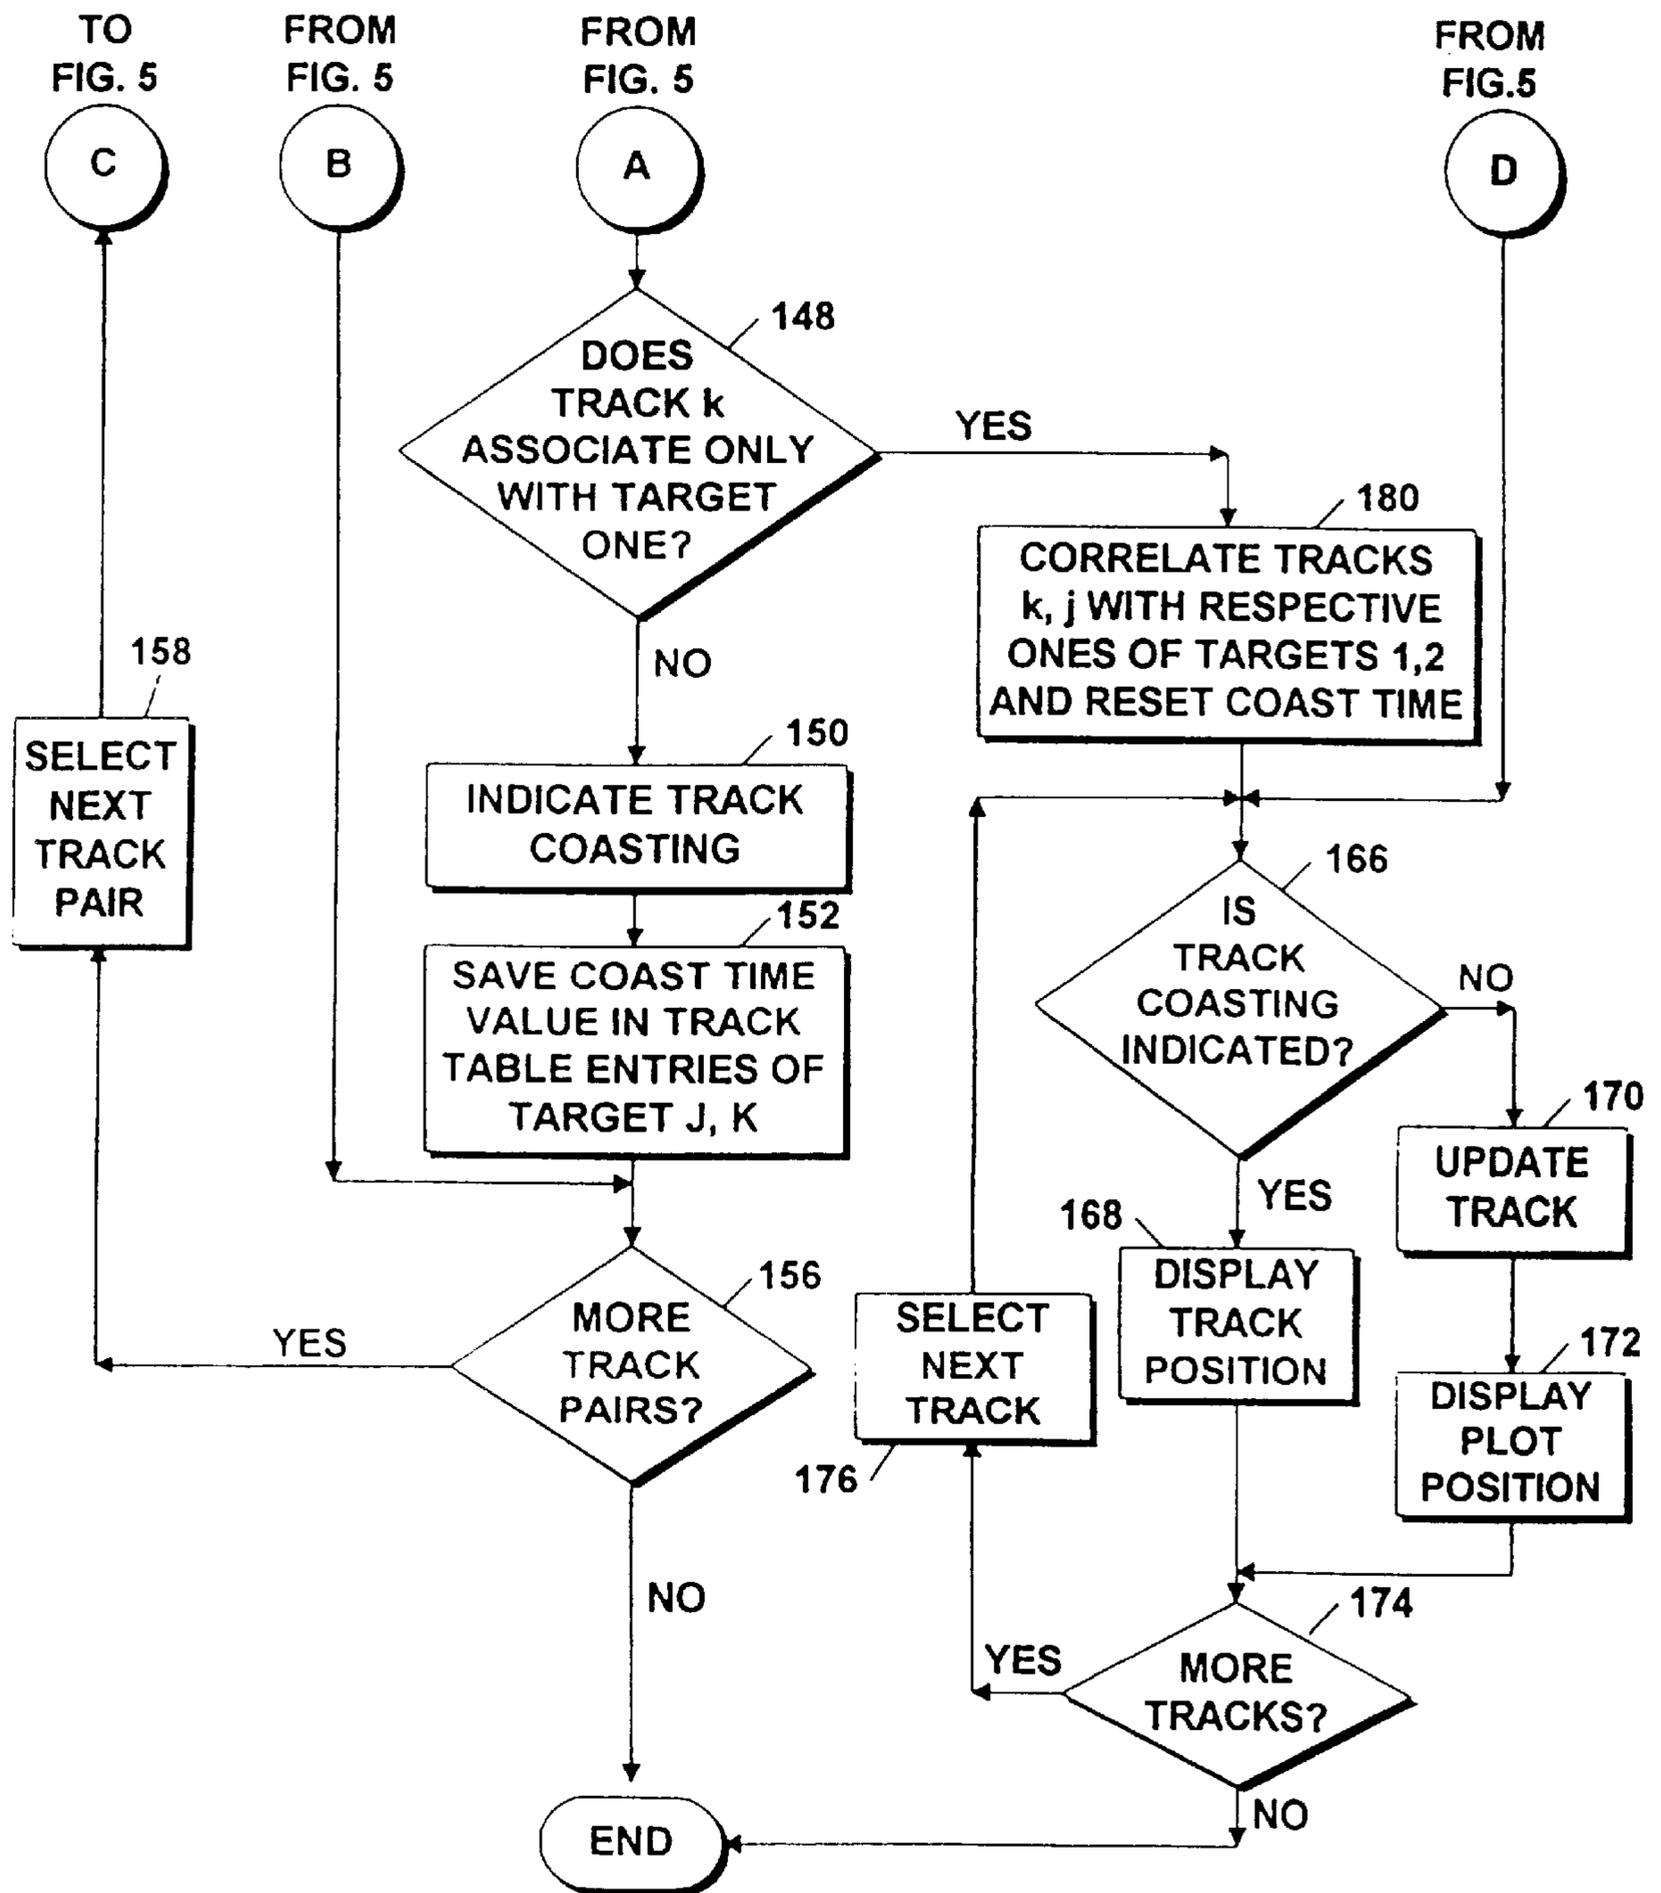 TO
FIG. 5
C
FROM
FIG. 5
B
FROM
FIG. 5
A
FROM
FIG.5
D
148
DOES
TRACK k
ASSOCIATE ONLY
WITH TARGET
ONE?
YES
NO
180
CORRELATE TRACKS
k, j WITH RESPECTIVE
ONES OF TARGETS 1,2
AND RESET COAST TIME
158
SELECT
NEXT
TRACK
PAIR
150
INDICATE TRACK
COASTING
152
SAVE COAST TIME
VALUE IN TRACK
TABLE ENTRIES OF
TARGET J, K
166
IS
TRACK
COASTING
INDICATED?
NO
YES
170
UPDATE
TRACK
168
DISPLAY
TRACK
POSITION
156
MORE
TRACK
PAIRS?
YES
NO
SELECT
NEXT
TRACK
176
172
DISPLAY
PLOT
POSITION
174
MORE
TRACKS?
YES
NO
END